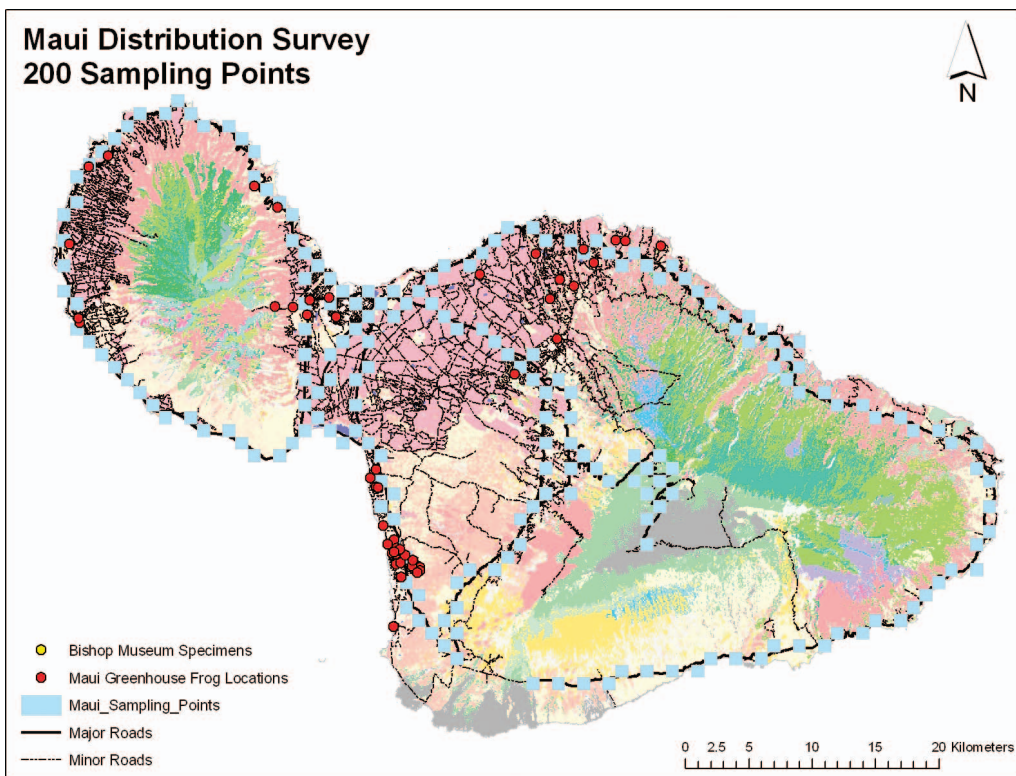 Maui Distribution Survey
200 Sampling Points
N
Bishop Museum Specimens
Maui Greenhouse Frog Locations
Maui_Sampling_Points
Major Roads
Minor Roads
0 2.5 5 10 15 20 Kilometers